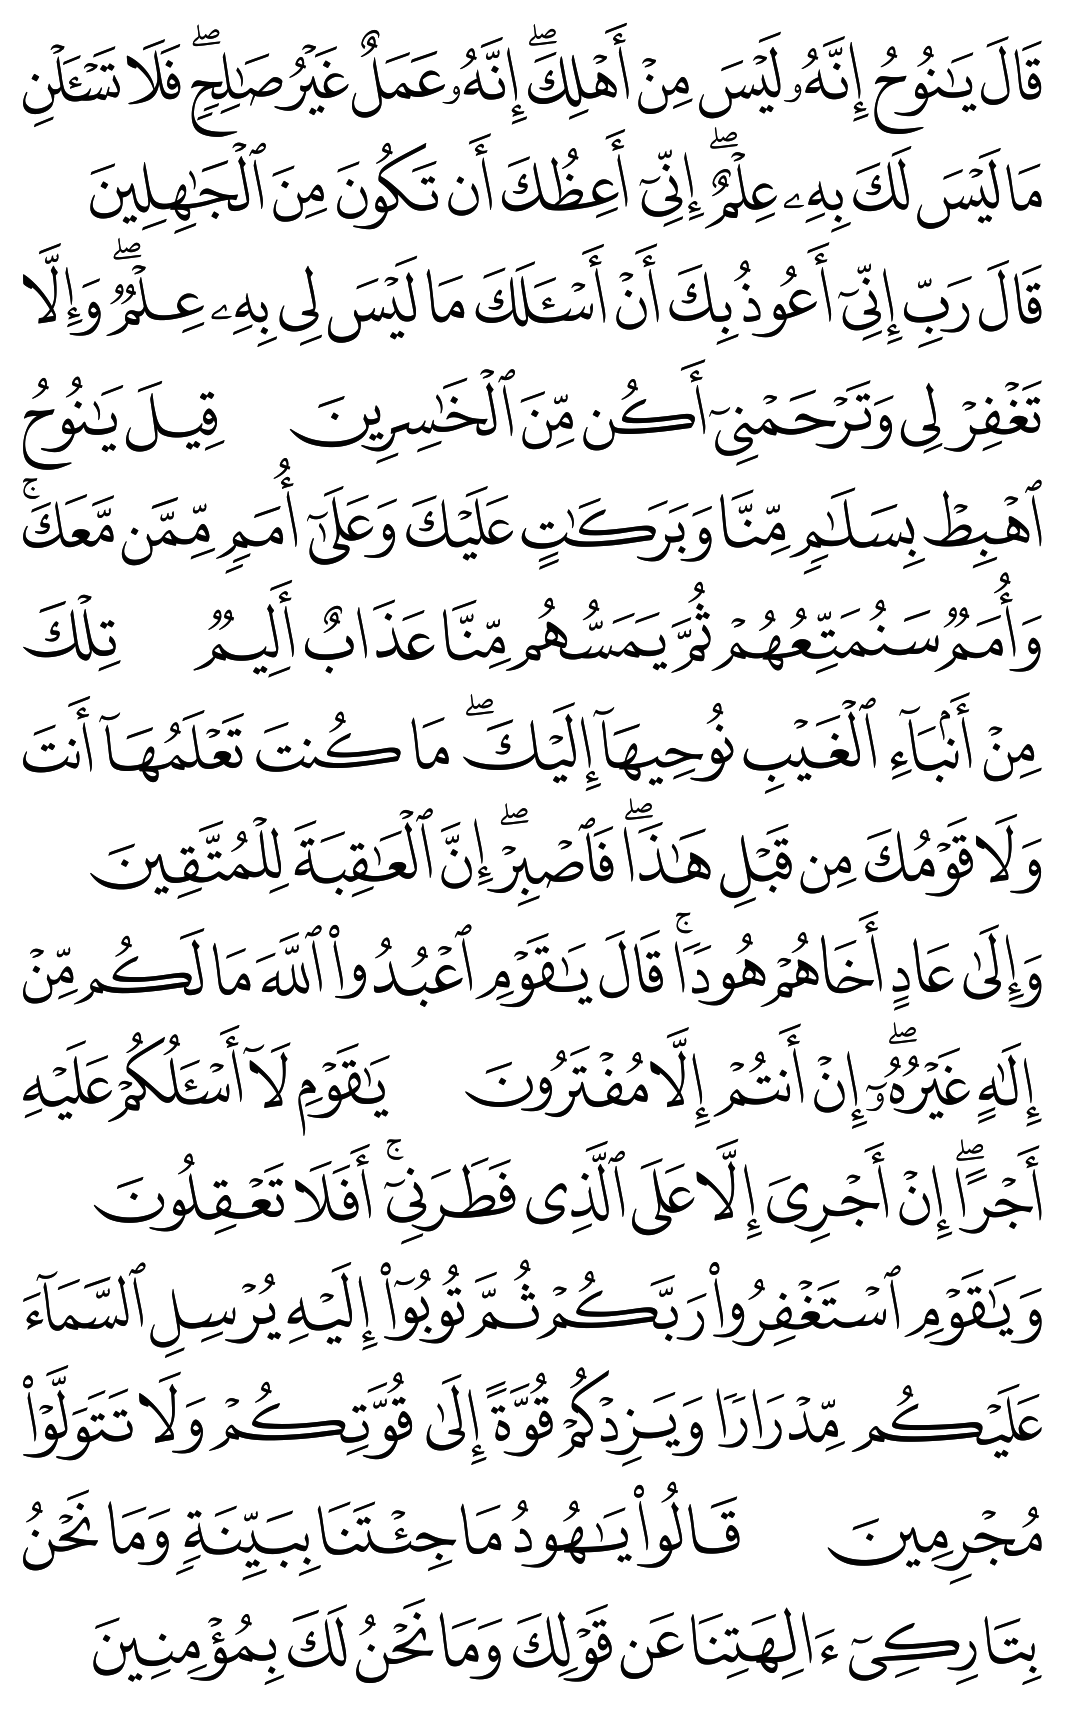 قَالَ يَـٰنُوحُ إِنَّهُۥ لَيْسَ مِنْ أَهْلِكَ ۖ إِنَّهُۥ عَمَلٌ غَيْرُ صَـٰلِحٍ ۖ فَلَا تَسْـَٔلْنِ
مَا لَيْسَ لَكَ بِهِۦ عِلْمٌ ۖ إِنِّىٓ أَعِظُكَ أَن تَكُونَ مِنَ ٱلْجَـٰهِلِينَ
قَالَ رَبِّ إِنِّىٓ أَعُوذُ بِكَ أَنْ أَسْـَٔلَكَ مَا لَيْسَ لِى بِهِۦ عِلْمٌ ۖ وَإِلَّا
تَغْفِرْ لِى وَتَرْحَمْنِىٓ أَكُن مِّنَ ٱلْخَـٰسِرِينَ قِيلَ يَـٰنُوحُ
ٱهْبِطْ بِسَلَـٰمٍ مِّنَّا وَبَرَكَـٰتٍ عَلَيْكَ وَعَلَىٰٓ أُمَمٍ مِّمَّن مَّعَكَ ۚ
وَأُمَمٌ سَنُمَتِّعُهُمْ ثُمَّ يَمَسُّهُم مِّنَّا عَذَابٌ أَلِيمٌ تِلْكَ
مِنْ أَنۢبَآءِ ٱلْغَيْبِ نُوحِيهَآ إِلَيْكَ ۖ مَا كُنتَ تَعْلَمُهَآ أَنتَ
وَلَا قَوْمُكَ مِن قَبْلِ هَـٰذَا ۖ فَٱصْبِرْ ۖ إِنَّ ٱلْعَـٰقِبَةَ لِلْمُتَّقِينَ
وَإِلَىٰ عَادٍ أَخَاهُمْ هُودًا ۚ قَالَ يَـٰقَوْمِ ٱعْبُدُوا۟ ٱللَّهَ مَا لَكُم مِّنْ
إِلَـٰهٍ غَيْرُهُۥٓ ۖ إِنْ أَنتُمْ إِلَّا مُفْتَرُونَ يَـٰقَوْمِ لَآ أَسْـَٔلُكُمْ عَلَيْهِ
أَجْرًا ۖ إِنْ أَجْرِىَ إِلَّا عَلَى ٱلَّذِى فَطَرَنِىٓ ۚ أَفَلَا تَعْقِلُونَ
وَيَـٰقَوْمِ ٱسْتَغْفِرُوا۟ رَبَّكُمْ ثُمَّ تُوبُوٓا۟ إِلَيْهِ يُرْسِلِ ٱلسَّمَآءَ
عَلَيْكُم مِّدْرَارًا وَيَزِدْكُمْ قُوَّةً إِلَىٰ قُوَّتِكُمْ وَلَا تَتَوَلَّوْا۟
مُجْرِمِينَ قَالُوا۟ يَـٰهُودُ مَا جِئْتَنَا بِبَيِّنَةٍ وَمَا نَحْنُ
بِتَارِكِىٓ ءَالِهَتِنَا عَن قَوْلِكَ وَمَا نَحْنُ لَكَ بِمُؤْمِنِينَ